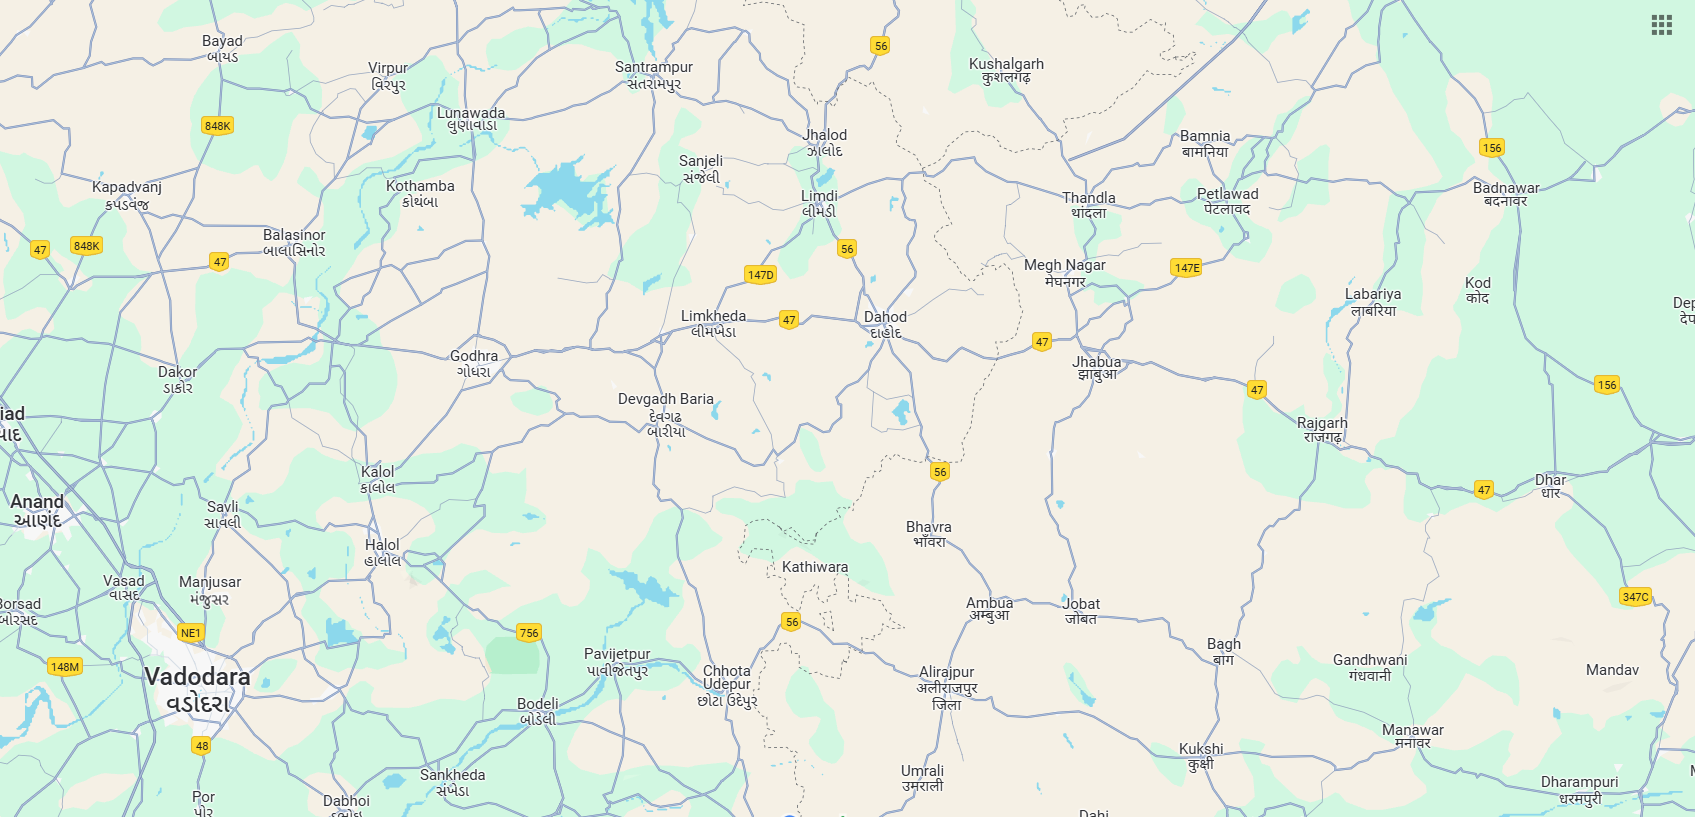 Bayad
બાયડ
56
Virpur
વિરપુર
Santrampur
સંતરામપુર
Kushalgarh
कुशलगढ़
848K
Lunawada
લુણાવાડા
Jhalod
ઝાલોદ
Bamnia
बामनिया
156
Sanjeli
સંજેલી
Kapadvanj
કપડવંજ
Kothamba
કોથંબા
Limdi
લીમડી
Thandla
थांदला
Petlawad
पेटलावद
Badnawar
बदनावर
47
848K
Balasinor
બાલાસિનોર
47
56
147D
Megh Nagar
मेघनगर
147E
Labariya
लाबरिया
Kod
कोद
Limkheda
લીમખેડા
47
Dahod
દાહોદ
47
Godhra
ગોધરા
Jhabua
झाबुआ
Dakor
ડાકોર
47
156
Devgadh Baria
દેવગઢ
બારીયા
iad
Rajgarh
राजगढ़
Kalol
કાલોલ
56
47
Dhar
धार
Anand
આણંદ
Savli
સાવલી
Bhavra
भाँवरा
Halol
હાલોલ
Kathiwara
Vasad
વાસદ
Manjusar
મંજુસર
Borsad
બોરસદ
347C
Ambua
अम्बुआ
Jobat
जोबत
NE1
756
56
Bagh
बाग
148M
Vadodara
વડોદરા
Pavijetpur
પાવીજેતપુર
Chhota
Udepur
છોટા ઉદેપુર
Alirajpur
अलीराजपुर
जिला
Gandhwani
गंधवानी
Mandav
Bodeli
બોડેલી
48
Manawar
मनावर
Kukshi
कुक्षी
Sankheda
સંખેડા
Umrali
उमराली
Dharampuri
धरमपुरी
Por
પોર
Dabhoi
Dahi